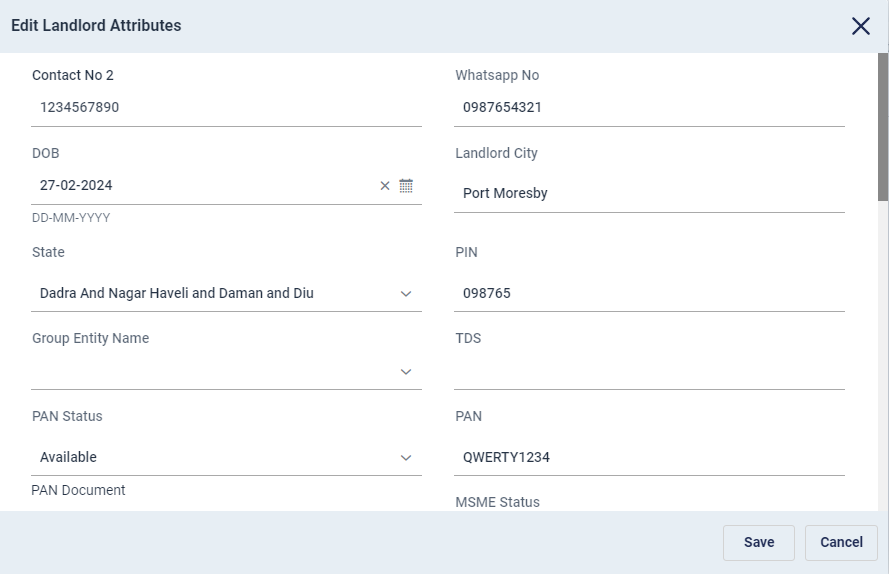 Edit Landlord Attributes
Contact No 2
Whatsapp No
1234567890
0987654321
DOB
Landlord City
27-02-2024
Port Moresby
DD-MM-YYYY
State
PIN
Dadra And Nagar Haveli and Daman and Diu
098765
Group Entity Name
TDS
PAN Status
PAN
Available
QWERTY1234
PAN Document
MSME Status
Save
Cancel